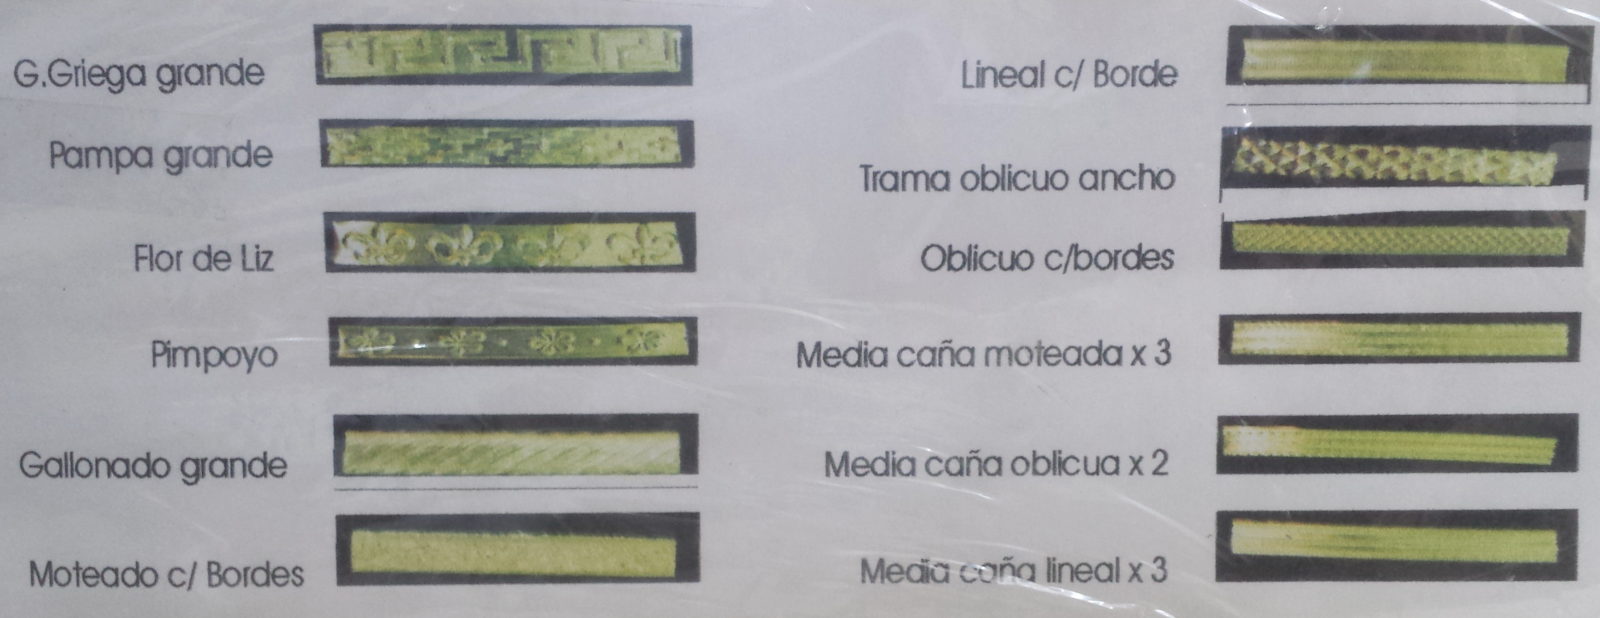 G.Griega grande
Pampa grande
Flor de Liz
Pimpoyo
Gallonado grande
Moteado c/ Bordes
Lineal c/ Borde
Trama oblicuo ancho
Oblicuo c/bordes
Media caña moteada x 3
Media caña oblicua x 2
Media caña lineal x 3